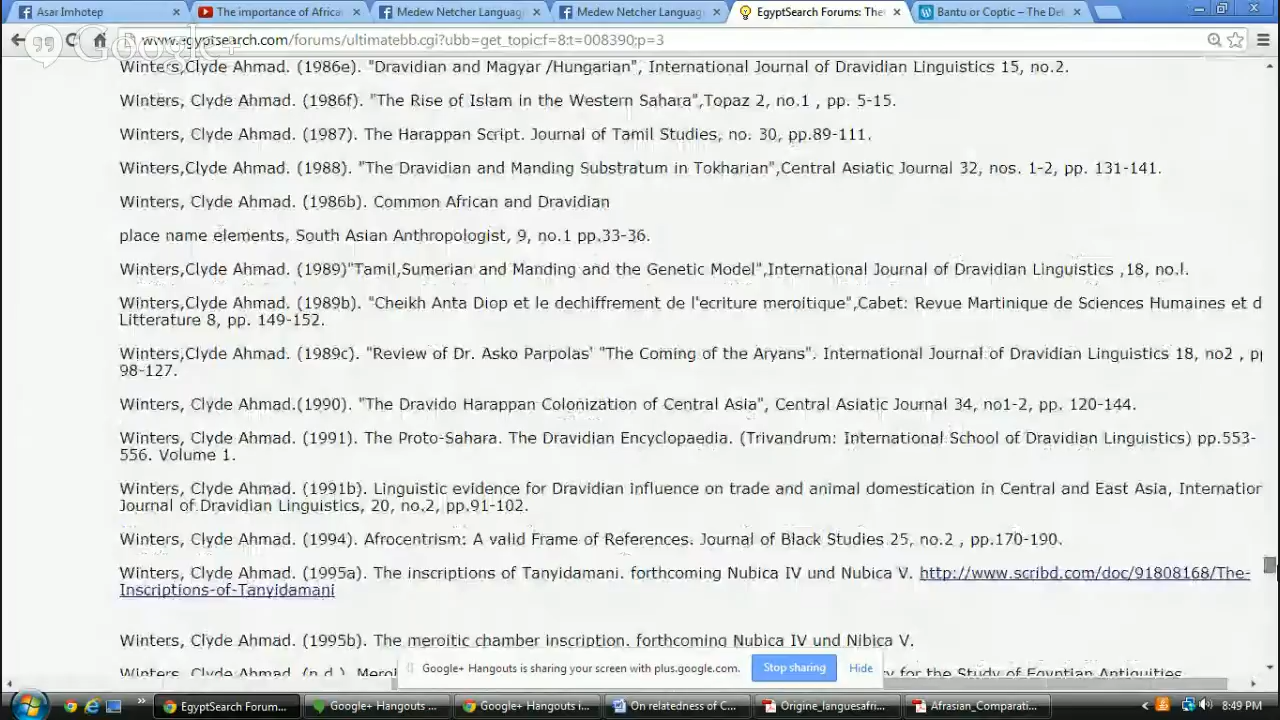 Asar Imhotep
The importance of Africa
Medew Netcher Languag
Medew Netcher Languag
EgyptSearch Forums: The
Bantu or Coptic – The De
www.egyptsearch.com/forums/ultimatebb.cgi?ubb=get_topicf=8;t=008390;p=3
Google+
Winters,Clyde Ahmad. (1986e). "Dravidian and Magyar /Hungarian", International Journal of Dravidian Linguistics 15, no.2.
Winters, Clyde Ahmad. (1986f). "The Rise of Islam in the Western Sahara",Topaz 2, no.1 , pp. 5-15.
Winters, Clyde Ahmad. (1987). The Harappan Script. Journal of Tamil Studies, no. 30, pp.89-111.
Winters,Clyde Ahmad. (1988). "The Dravidian and Manding Substratum in Tokharian",Central Asiatic Journal 32, nos. 1-2, pp. 131-141.
Winters, Clyde Ahmad. (1986b). Common African and Dravidian
place name elements, South Asian Anthropologist, 9, no.1 pp.33-36.
Winters,Clyde Ahmad. (1989)"Tamil,Sumerian and Manding and the Genetic Model",International Journal of Dravidian Linguistics ,18, no.l.
Winters,Clyde Ahmad. (1989b). "Cheikh Anta Diop et le dechiffrement de l'ecriture meroitique",Cabet: Revue Martinique de Sciences Humaines et d
Litterature 8, pp. 149-152.
Winters,Clyde Ahmad. (1989c). "Review of Dr. Asko Parpolas' "The Coming of the Aryans". International Journal of Dravidian Linguistics 18, no2 , pp
98-127.
Winters, Clyde Ahmad.(1990). "The Dravido Harappan Colonization of Central Asia", Central Asiatic Journal 34, no1-2, pp. 120-144.
Winters, Clyde Ahmad. (1991). The Proto-Sahara. The Dravidian Encyclopaedia. (Trivandrum: International School of Dravidian Linguistics) pp.553-
556. Volume 1.
Winters, Clyde Ahmad. (1991b). Linguistic evidence for Dravidian influence on trade and animal domestication in Central and East Asia, Internation
Journal of Dravidian Linguistics, 20, no.2, pp.91-102.
Winters, Clyde Ahmad. (1994). Afrocentrism: A valid Frame of References. Journal of Black Studies 25, no.2 , pp.170-190.
Winters, Clyde Ahmad. (1995a). The inscriptions of Tanyidamani. forthcoming Nubica IV und Nubica V. http://www.scribd.com/doc/91808168/The-
Inscriptions-of-Tanyidamani
Winters, Clyde Ahmad. (1995b). The meroitic chamber inscription. forthcoming Nubica IV und Nibica V.
Winters, Clyde Ahmad. (n.d.). Meroi
y for the Study of Egyptian Antiquities
Google+ Hangouts is sharing your screen with plus.google.com.
Stop sharing
Hide
EgyptSearch Forum...
Google+ Hangouts ...
Google+ Hangouts i...
On relatedness of C...
Origine_languesafri...
Afrasian_Comparati...
8:49 PM